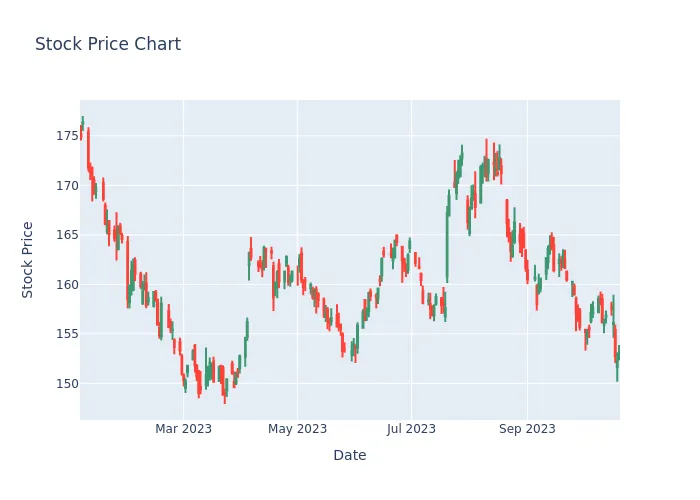 Stock Price Chart
Stock Price
175
170
165
160
155
150
Mar 2023
May 2023
Jul 2023
Sep 2023
Date